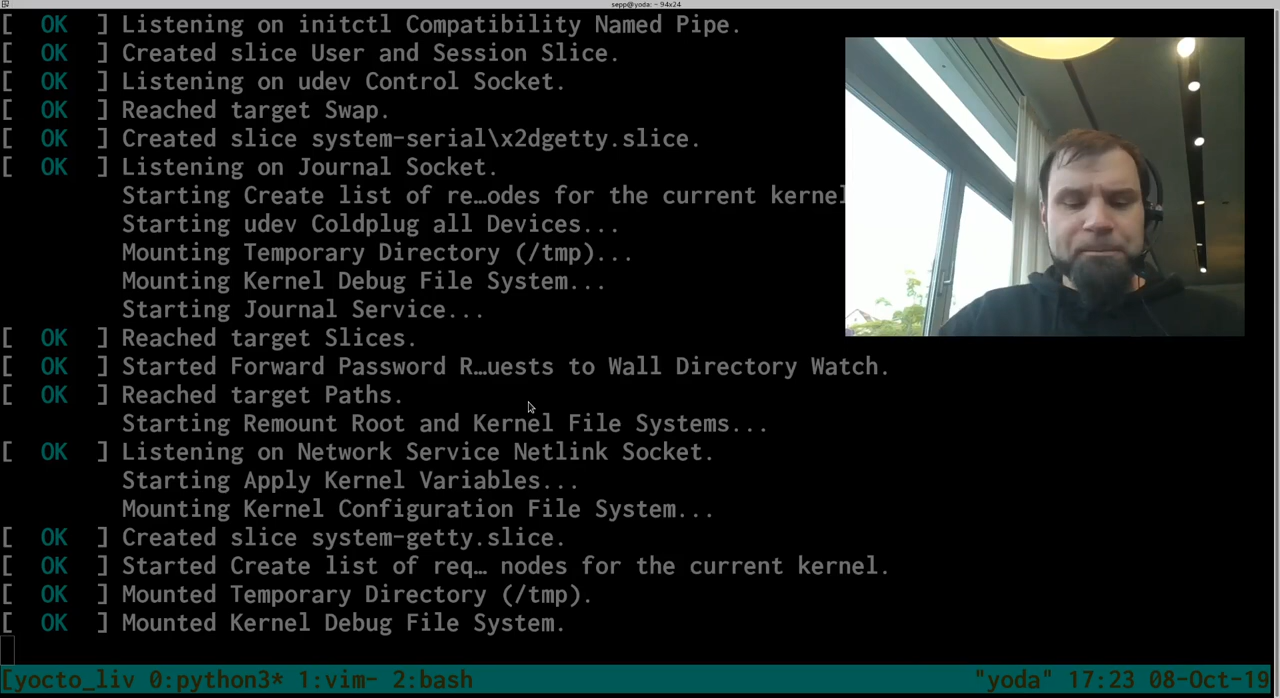 sepp@yoda: ~ 94x24
[ OK ] Listening on initctl Compatibility Named Pipe.
[ OK ] Created slice User and Session Slice.
[ OK ] Listening on udev Control Socket.
[ OK ] Reached target Swap.
[ OK ] Created slice system-serial\x2dgetty.slice.
[ OK ] Listening on Journal Socket.
Starting Create list of re…odes for the current kernel
Starting udev Coldplug all Devices...
Mounting Temporary Directory (/tmp)...
Mounting Kernel Debug File System...
Starting Journal Service...
[ OK ] Reached target Slices.
[ OK ] Started Forward Password R…uests to Wall Directory Watch.
[ OK ] Reached target Paths.
Starting Remount Root and Kernel File Systems...
[ OK ] Listening on Network Service Netlink Socket.
Starting Apply Kernel Variables...
Mounting Kernel Configuration File System...
[ OK ] Created slice system-getty.slice.
[ OK ] Started Create list of req… nodes for the current kernel.
[ OK ] Mounted Temporary Directory (/tmp).
[ OK ] Mounted Kernel Debug File System.
[yocto_liv 0:python3* 1:vim- 2:bash "yoda" 17:23 08-Oct-19